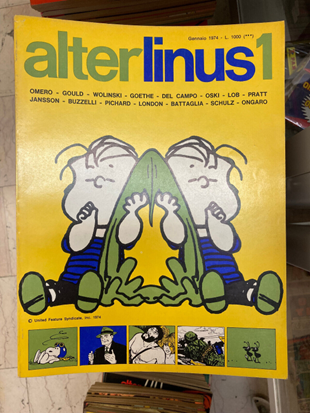 Gennaio 1974 - L. 1000 (***)
alterlinus1
OMERO - GOULD - WOLINSKI - GOETHE - DEL CAMPO - OSKI - LOB - PRATT
JANSSON - BUZZELLI - PICHARD - LONDON - BATTAGLIA - SCHULZ - ONGARO
© United Feature Syndicate, Inc. 1974